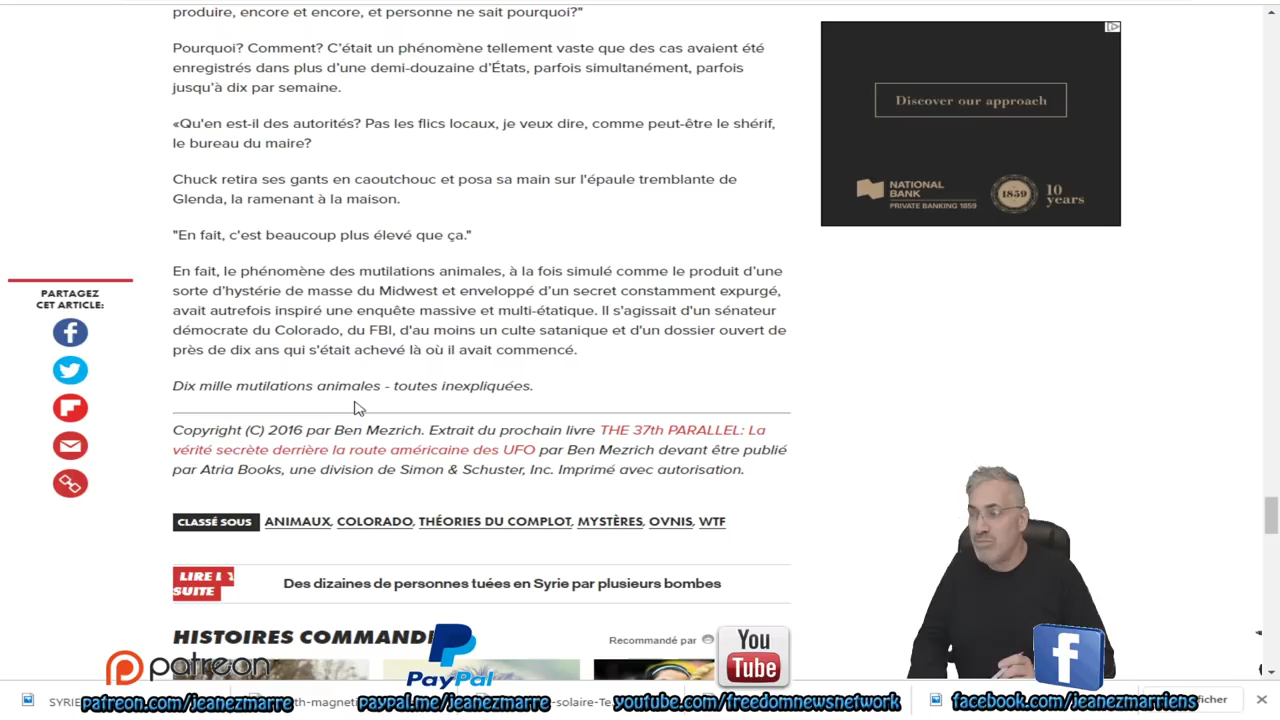 produire, encore et encore, et personne ne sait pourquoi?"
Pourquoi? Comment? C'était un phénomène tellement vaste que des cas avaient été
enregistrés dans plus d'une demi-douzaine d'États, parfois simultanément, parfois
jusqu'à dix par semaine.
«Qu'en est-il des autorités? Pas les flics locaux, je veux dire, comme peut-être le shérif,
le bureau du maire?
Chuck retira ses gants en caoutchouc et posa sa main sur l'épaule tremblante de
Glenda, la ramenant à la maison.
"En fait, c'est beaucoup plus élevé que ça."
En fait, le phénomène des mutilations animales, à la fois simulé comme le produit d'une
sorte d'hystérie de masse du Midwest et enveloppé d'un secret constamment expurgé,
avait autrefois inspiré une enquête massive et multi-étatique. Il s'agissait d'un sénateur
démocrate du Colorado, du FBI, d'au moins un culte satanique et d'un dossier ouvert de
près de dix ans qui s'était achevé là où il avait commencé.
Dix mille mutilations animales - toutes inexpliquées.
Copyright (C) 2016 par Ben Mezrich. Extrait du prochain livre THE 37th PARALLEL: La
vérité secrète derrière la route américaine des UFO par Ben Mezrich devant être publié
par Atria Books, une division de Simon & Schuster, Inc. Imprimé avec autorisation.
CLASSÉ SOUS ANIMAUX, COLORADO, THÉORIES DU COMPLOT, MYSTÈRES, OVNIS, WTF
LIRE
SUITE
Des dizaines de personnes tuées en Syrie par plusieurs bombes
HISTOIRES COMMAND
Recommandé par
PARTAGEZ
CET ARTICLE:
Discover our approach
NATIONAL
BANK
PRIVATE BANKING 1859
1859
10
years
patreon
PayPal
You
Tube
SYRIE
th-magnet
-solaire-Te
ficher
patreon.com/jeanezmarre
paypal.me/jeanezmarre
youtube.com/freedomnewsnetwork
facebook.com/jeanezmarriens